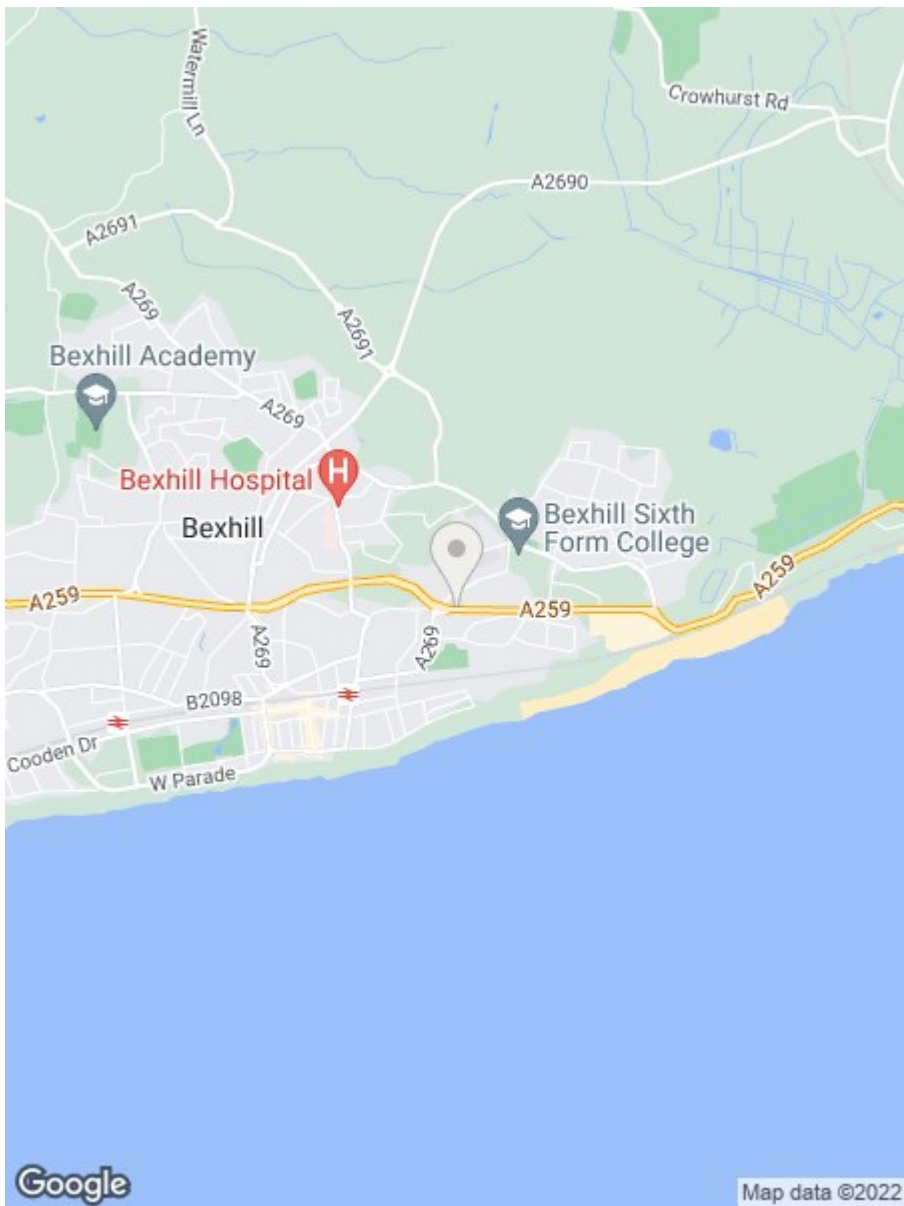 Watermill Ln
Crowhurst Rd
A2690
A2691
A269
A2691
Bexhill Academy
A269
Bexhill Hospital
H
Bexhill
Bexhill Sixth
Form College
A259
A259
A259
A269
A269
B2098
Cooden Dr
W Parade
Google
Map data ©2022